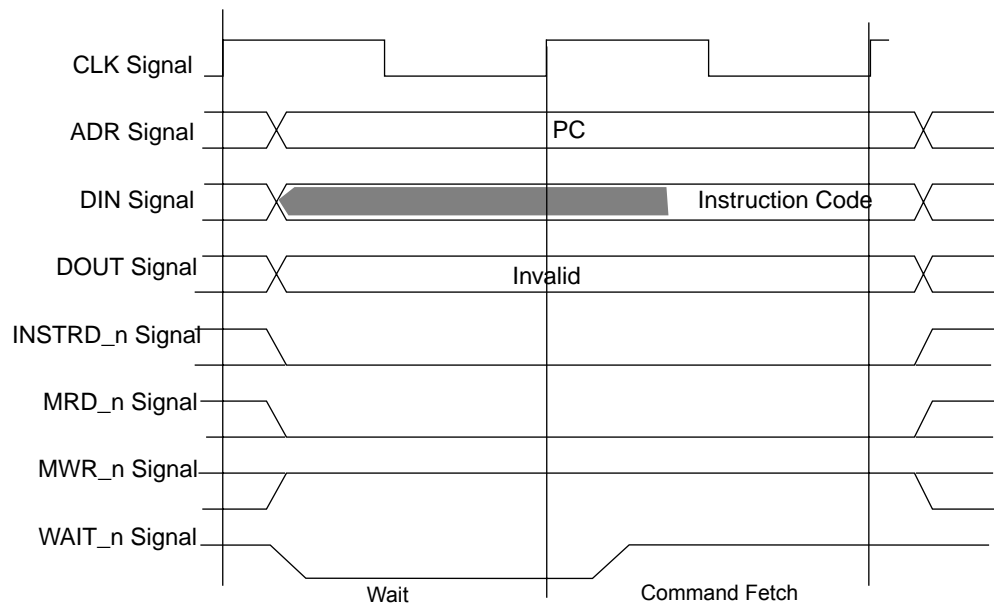 CLK Signal
ADR Signal
PC
DIN Signal
Instruction Code
DOUT Signal
Invalid
INSTRD_n Signal
MRD_n Signal
MWR_n Signal
WAIT_n Signal
Wait
Command Fetch